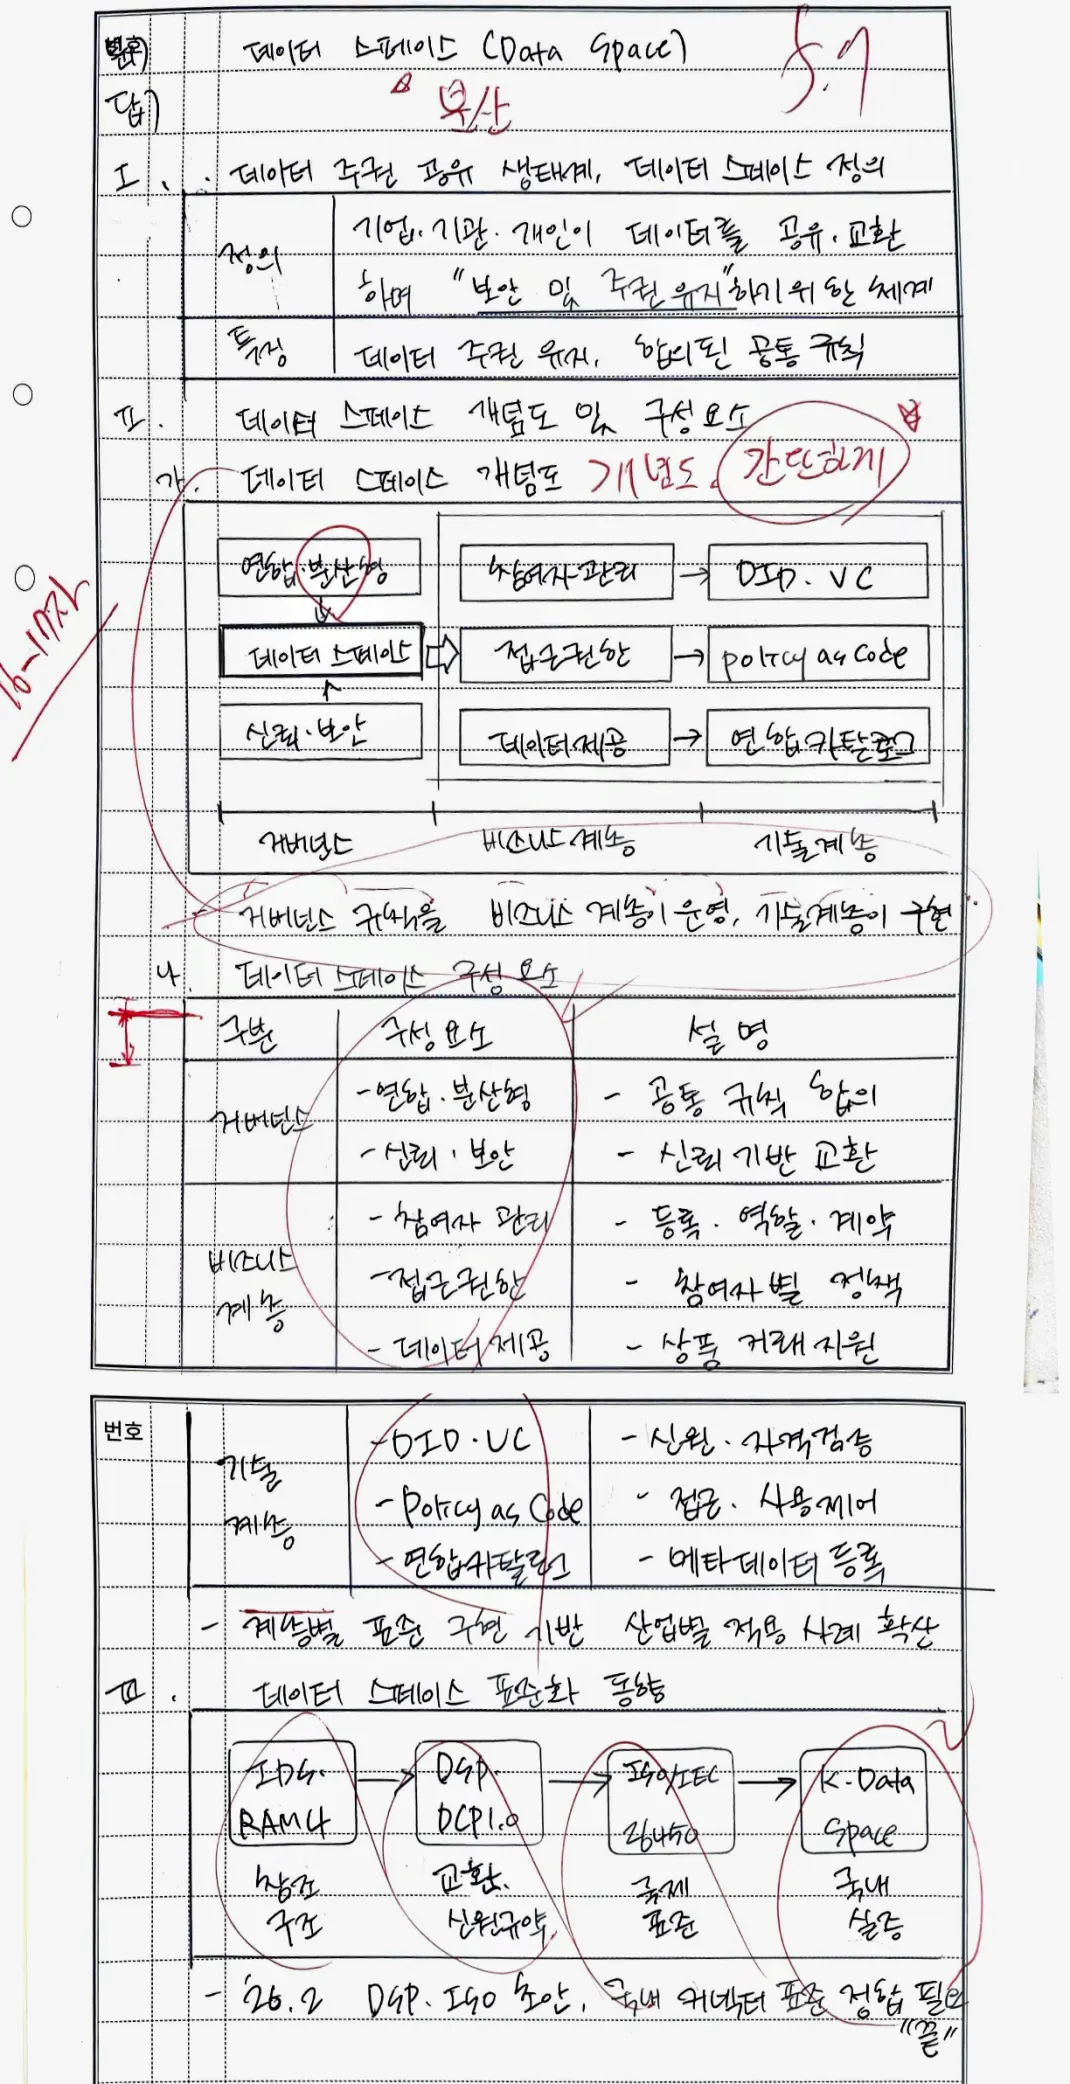 번호)
데이터 스페이스 (Data Space)
5.7
답)
분산
I. 데이터 주권 공유 생태계, 데이터 스페이스 정의
정의
기업·기관·개인이 데이터를 공유·교환
하며 "보안 및 주권 유지"하기 위한 체계
특징
데이터 주권 유지, 합의된 공통 규칙
II. 데이터 스페이스 개념도 및 구성요소
가. 데이터 스페이스 개념도
개념도. 간단하게
16-17자
연합·분산형
참여자 관리
DID·VC
데이터 스페이스
접근권한
policy as Code
신뢰·보안
데이터 제공
연합카탈로그
거버넌스
비즈니스 계층
기술계층
- 거버넌스 규칙을 비즈니스 계층이 운영, 기술계층이 구현
나. 데이터 스페이스 구성요소
구분
구성요소
설명
거버넌스
- 연합·분산형
- 공통 규칙 합의
- 신뢰·보안
- 신뢰 기반 교환
비즈니스
계층
- 참여자 관리
- 등록·역할·계약
- 접근권한
- 참여자별 정책
- 데이터 제공
- 상품 거래 지원
번호
기술
계층
- DID·VC
- 신원·자격검증
- policy as Code
- 접근·사용제어
- 연합카탈로그
- 메타데이터 등록
- 계층별 표준 구현 기반 산업별 적용 사례 확산
III. 데이터 스페이스 표준화 동향
IDS.
RAM4
DSP.
DCP1.0
ISO/IEC
26450
K-Data
Space
참조
구조
교환.
신원규약
국제
표준
국내
실증
- '26.2 DSP.ISO 초안, 국내 커넥터 표준 정합 필요
"끝"